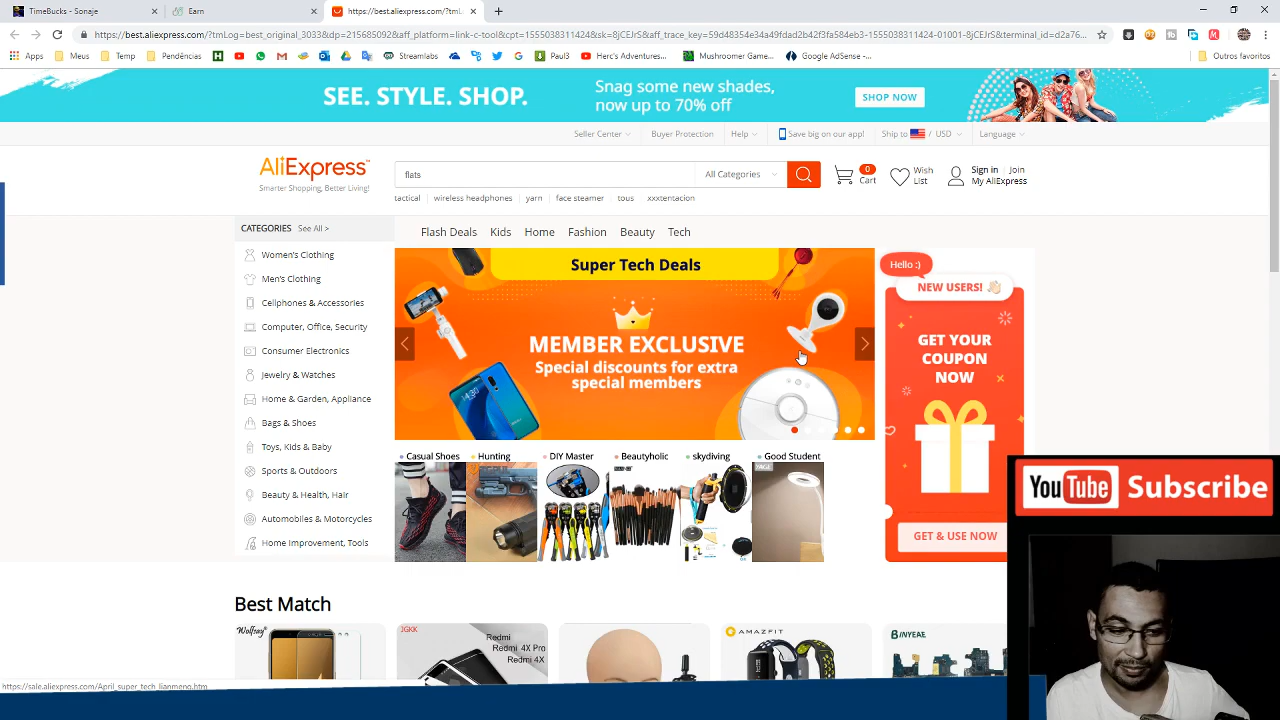 TimeBucks - Sonaje
Earn
https://best.aliexpress.com/?tmL
https://best.aliexpress.com/?tmLog=best_original_3033&dp=2156850928&aff_platform=link-c-tool&cpt=1555038311424&sk=8jCEJrS&aff_trace_key=59d48354e34a49fdad2b42f3fa584eb-1555038311424-01001-8jCEJrS&terminal_id=d2a76...
Apps
Meus
Temp
Pendências
Streamlabs
Paul3
Herc's Adventures...
Mushroomer Gam...
Google AdSense -...
Outros favoritos
SEE. STYLE. SHOP.
Snag some new shades,
now up to 70% off
SHOP NOW
Seller Center
Buyer Protection
Help
Save big on our app!
Ship to / USD
Language
AliExpress™
Smarter Shopping, Better Living!
flats
All Categories
0
Cart
Wish
List
Sign in | Join
My AliExpress
tactical
wireless headphones
yarn
face steamer
tous
xxxtentacion
CATEGORIES See All >
Flash Deals
Kids
Home
Fashion
Beauty
Tech
Women's Clothing
Men's Clothing
Cellphones & Accessories
Computer, Office, Security
Consumer Electronics
Jewelry & Watches
Home & Garden, Appliance
Bags & Shoes
Toys, Kids & Baby
Sports & Outdoors
Beauty & Health, Hair
Automobiles & Motorcycles
Home Improvement, Tools
Super Tech Deals
MEMBER EXCLUSIVE
Special discounts for extra
special members
Hello :)
NEW USERS!
GET YOUR
COUPON
NOW
GET & USE NOW
Casual Shoes
Hunting
DIY Master
Beautyholic
skydiving
Good Student
Best Match
Wolfsay®
IGKK
Redmi 4X Pro
Redmi 4X
AMAZFIT
BINYEAE
https://sale.aliexpress.com/April_super_tech_lianmeng.htm
YouTube Subscribe